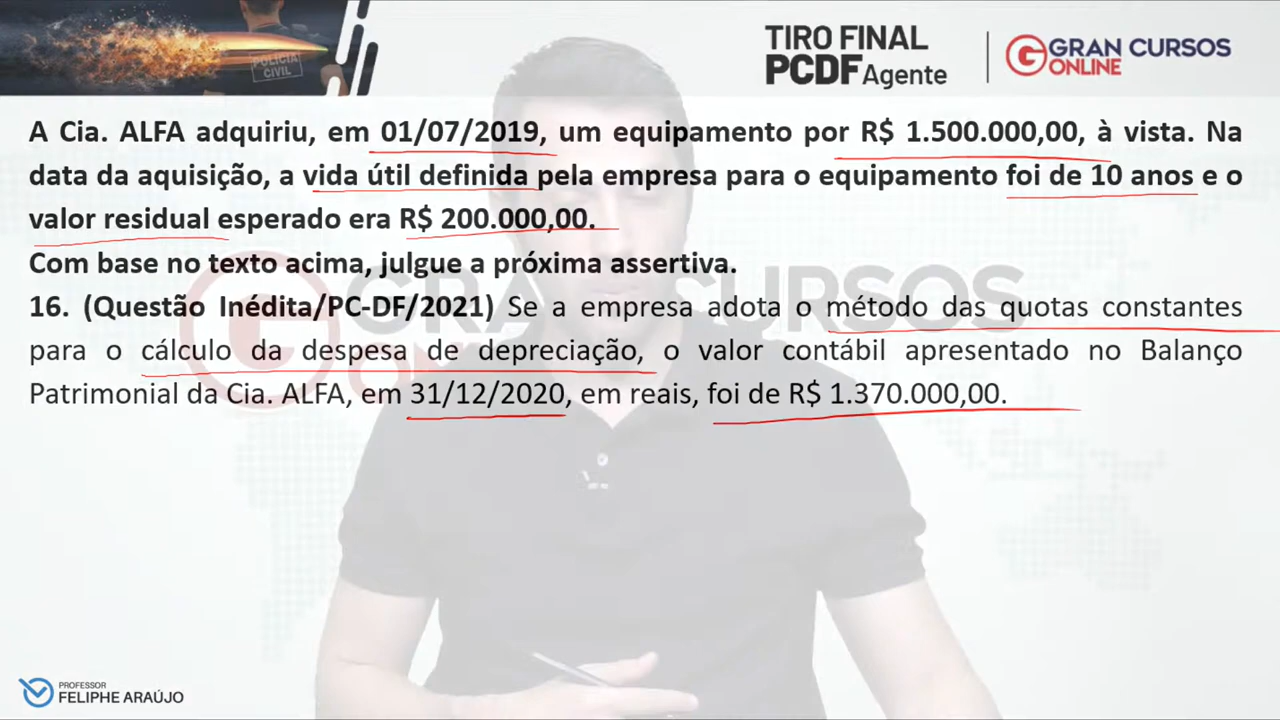 POLÍCIA
CIVIL
TIRO FINAL
PCDF Agente
GRAN CURSOS
ONLINE
A Cia. ALFA adquiriu, em 01/07/2019, um equipamento por R$ 1.500.000,00, à vista. Na
data da aquisição, a vida útil definida pela empresa para o equipamento foi de 10 anos e o
valor residual esperado era R$ 200.000,00.
Com base no texto acima, julgue a próxima assertiva.
16. (Questão Inédita/PC-DF/2021) Se a empresa adota o método das quotas constantes
para o cálculo da despesa de depreciação, o valor contábil apresentado no Balanço
Patrimonial da Cia. ALFA, em 31/12/2020, em reais, foi de R$ 1.370.000,00.
GRAN CURSOS
ONLINE
PROFESSOR
FELIPHE ARAÚJO